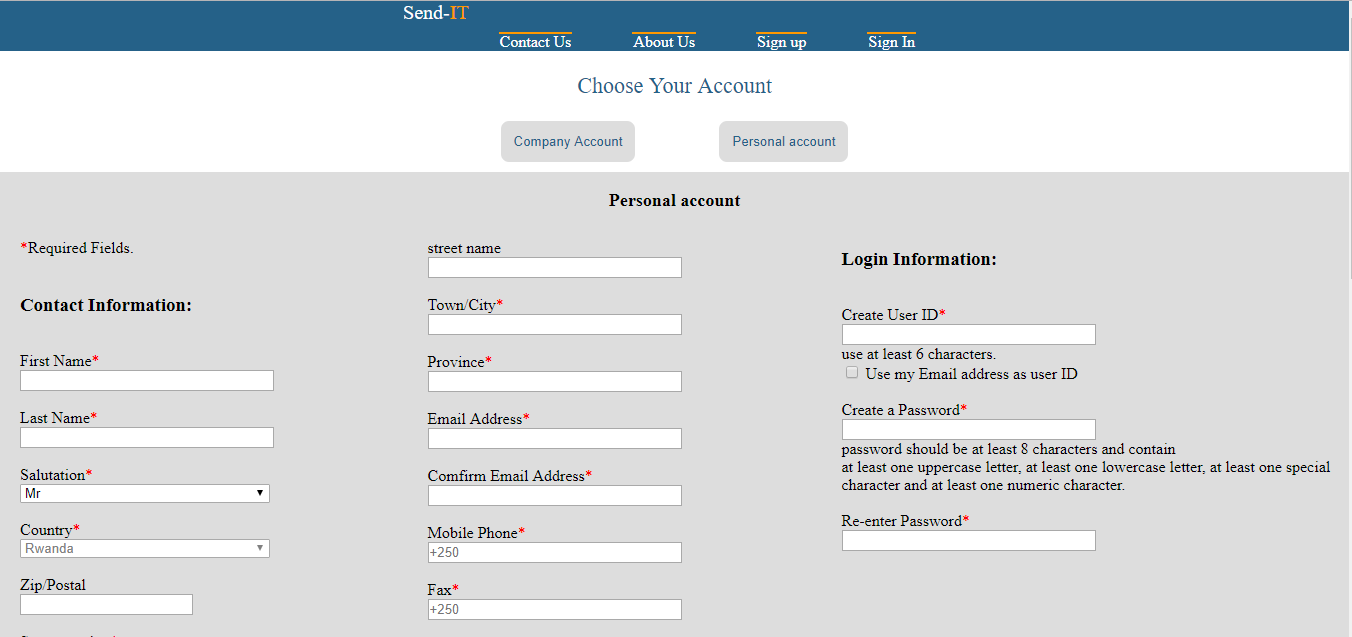 Send-IT
Contact Us About Us Sign up Sign In
Choose Your Account
Company Account Personal account
Personal account
*Required Fields.
Contact Information:
First Name*
Last Name*
Salutation*
Mr
Country*
Rwanda
Zip/Postal
street name
Town/City*
Province*
Email Address*
Comfirm Email Address*
Mobile Phone*
+250
Fax*
+250
Login Information:
Create User ID*
use at least 6 characters.
Use my Email address as user ID
Create a Password*
password should be at least 8 characters and contain
at least one uppercase letter, at least one lowercase letter, at least one special
character and at least one numeric character.
Re-enter Password*